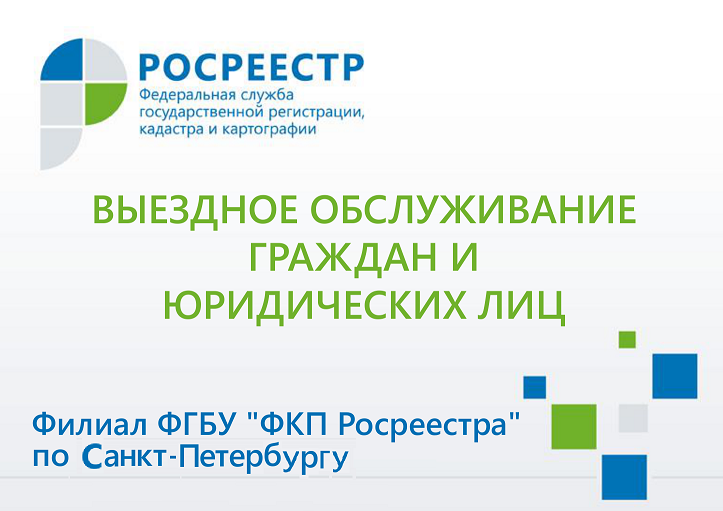 РОСРЕЕСТР
Федеральная служба
государственной регистрации,
кадастра и картографии
ВЫЕЗДНОЕ ОБСЛУЖИВАНИЕ
ГРАЖДАН И
ЮРИДИЧЕСКИХ ЛИЦ
Филиал ФГБУ "ФКП Росреестра"
по Санкт-Петербургу